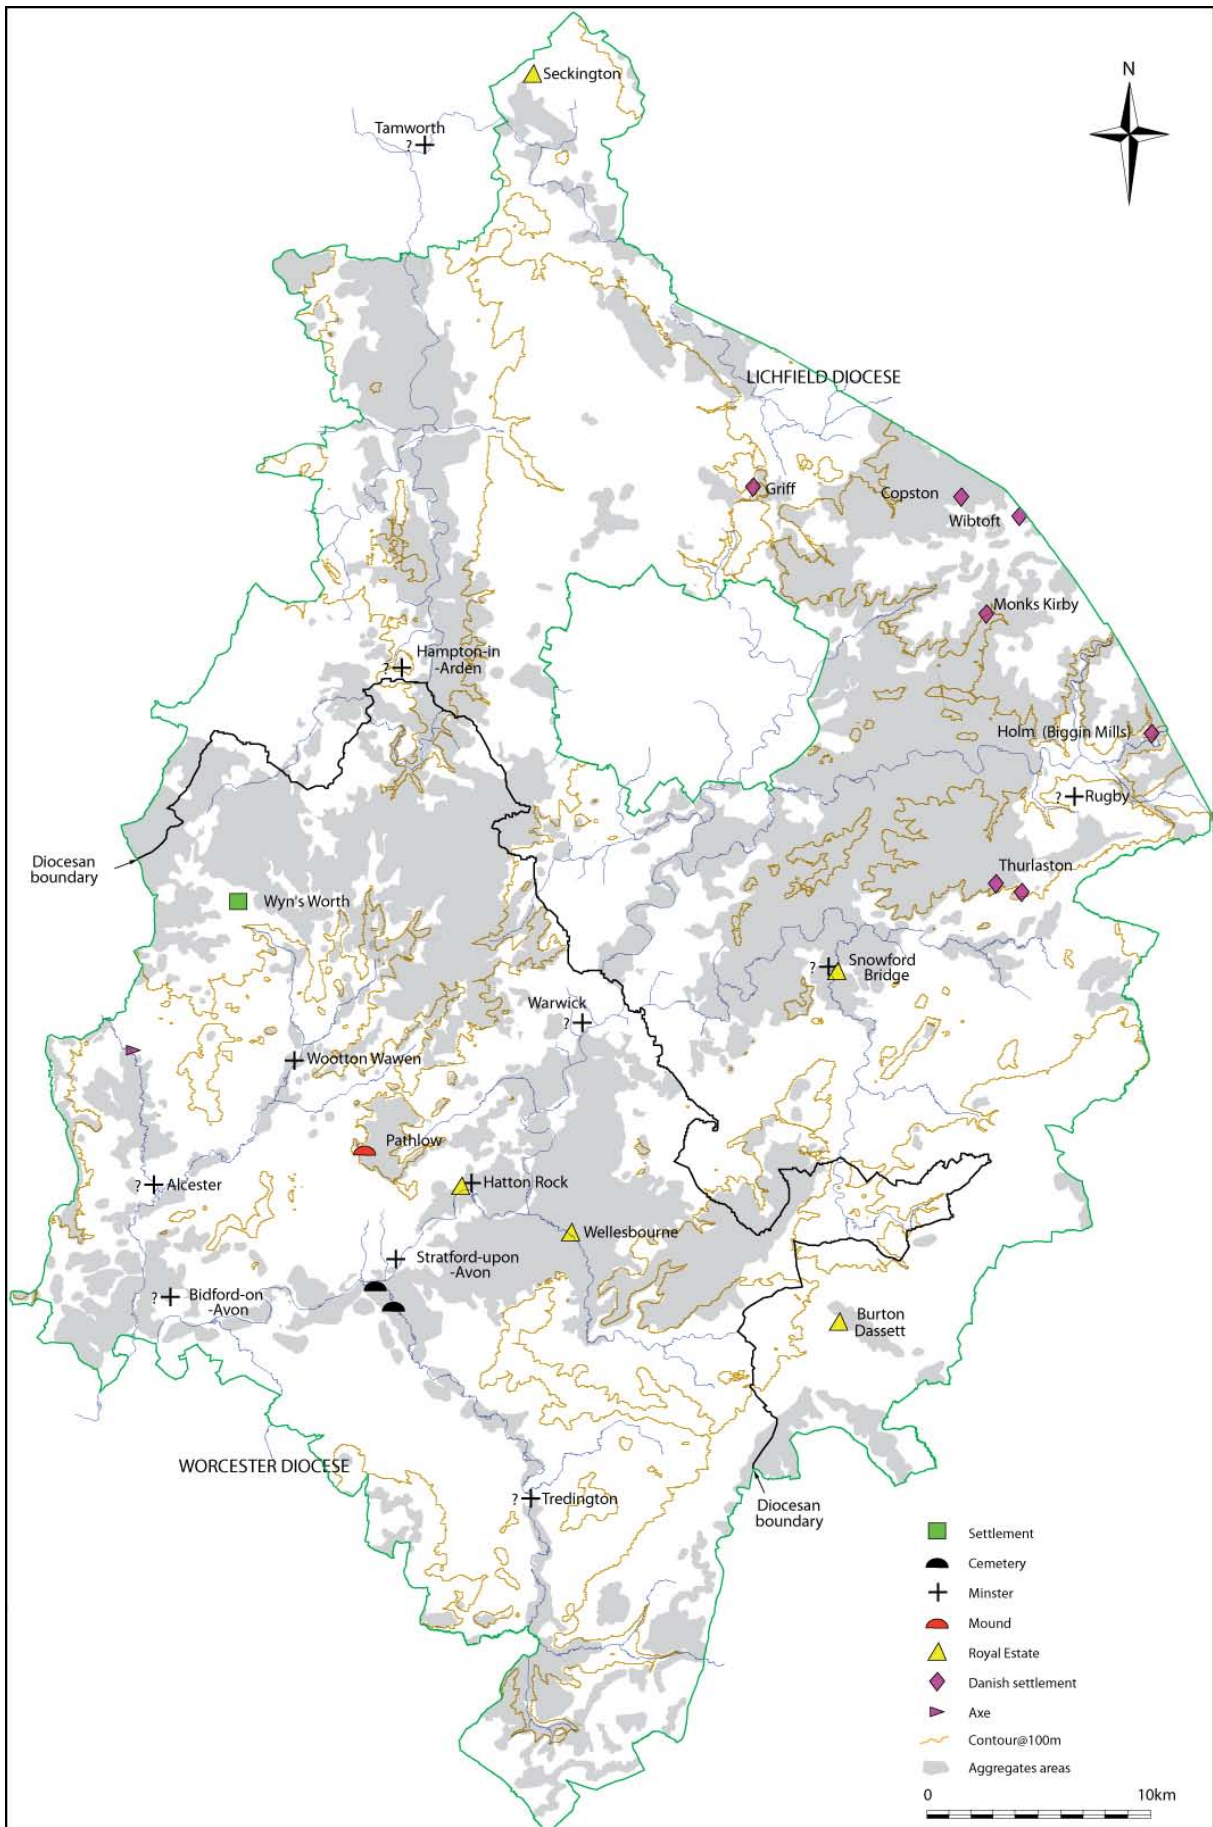 Seckington
N
Tamworth
?
LICHFIELD DIOCESE
Griff
Copston
Wibtoft
Monks Kirby
Hampton-in
-Arden
?
Holm (Biggin Mills)
? Rugby
Diocesan
boundary
Thurlaston
Wyn's Worth
Snowford
Bridge
?
Warwick
?
Wootton Wawen
Pathlow
? Alcester
Hatton Rock
Wellesbourne
Stratford-upon
-Avon
? Bidford-on
-Avon
Burton
Dassett
WORCESTER DIOCESE
? Tredington
Diocesan
boundary
Settlement
Cemetery
Minster
Mound
Royal Estate
Danish settlement
Axe
Contour@100m
Aggregates areas
0 10km